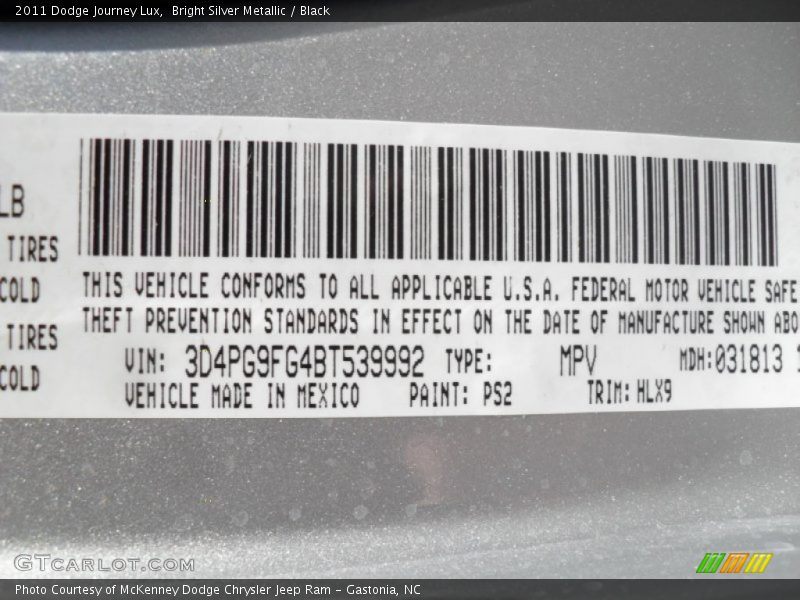 2011 Dodge Journey Lux,  Bright Silver Metallic / Black
LB
TIRES
COLD
TIRES
COLD
THIS VEHICLE CONFORMS TO ALL APPLICABLE U.S.A. FEDERAL MOTOR VEHICLE SAFE
THEFT PREVENTION STANDARDS IN EFFECT ON THE DATE OF MANUFACTURE SHOWN ABO
VIN: 3D4PG9FG4BT539992 TYPE: MPV MDH:031813 1
VEHICLE MADE IN MEXICO PAINT: PS2 TRIM: HLX9
GTCARLOT.COM
Photo Courtesy of McKenney Dodge Chrysler Jeep Ram - Gastonia, NC